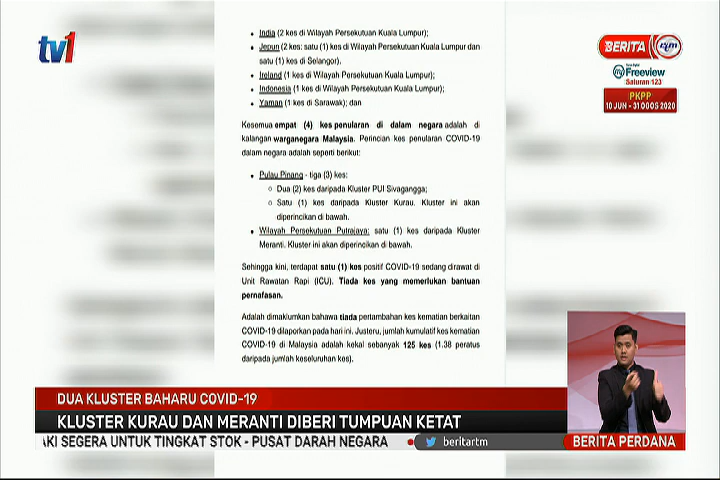 tv1
BERITA rtm
myFreeview
Saluran 123
PKPP
10 JUN - 31 OGOS 2020
• India (2 kes di Wilayah Persekutuan Kuala Lumpur);
• Jepun (2 kes: satu (1) kes di Wilayah Persekutuan Kuala Lumpur dan
satu (1) kes di Selangor),
• Ireland (1 kes di Wilayah Persekutuan Kuala Lumpur);
• Indonesia (1 kes di Wilayah Persekutuan Kuala Lumpur);
• Yaman (1 kes di Sarawak); dan
Kesemua empat (4) kes penularan di dalam negara adalah di
kalangan warganegara Malaysia. Perincian kes penularan COVID-19
dalam negara adalah seperti berikut:
• Pulau Pinang - tiga (3) kes:
o Dua (2) kes daripada Kluster PUI Sivagangga;
o Satu (1) kes daripada Kluster Kurau. Kluster ini akan
diperincikan di bawah.
• Wilayah Persekutuan Putrajaya: satu (1) kes daripada Kluster
Meranti. Kluster ini akan diperincikan di bawah.
Sehingga kini, terdapat satu (1) kes positif COVID-19 sedang dirawat di
Unit Rawatan Rapi (ICU). Tiada kes yang memerlukan bantuan
pernafasan.
Adalah dimaklumkan bahawa tiada pertambahan kes kematian berkaitan
COVID-19 dilaporkan pada hari ini. Justeru, jumlah kumulatif kes kematian
COVID-19 di Malaysia adalah kekal sebanyak 125 kes (1.38 peratus
daripada jumlah keseluruhan kes).
DUA KLUSTER BAHARU COVID-19
KLUSTER KURAU DAN MERANTI DIBERI TUMPUAN KETAT
AKI SEGERA UNTUK TINGKAT STOK - PUSAT DARAH NEGARA
beritartm
BERITA PERDANA